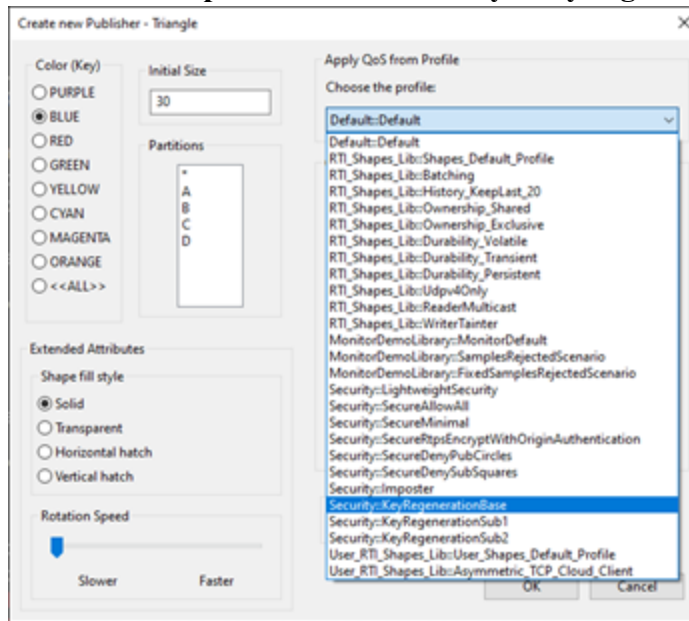 Create new Publisher - Triangle
Color (Key)
PURPLE
BLUE
RED
GREEN
YELLOW
CYAN
MAGENTA
ORANGE
<<ALL>>
Initial Size
30
Partitions
*
A
B
C
D
Extended Attributes
Shape fill style
Solid
Transparent
Horizontal hatch
Vertical hatch
Rotation Speed
Slower Faster
Apply QoS from Profile
Choose the profile:
Default::Default
Default::Default
RTI_Shapes_Lib::Shapes_Default_Profile
RTI_Shapes_Lib::Batching
RTI_Shapes_Lib::History_KeepLast_20
RTI_Shapes_Lib::Ownership_Shared
RTI_Shapes_Lib::Ownership_Exclusive
RTI_Shapes_Lib::Durability_Volatile
RTI_Shapes_Lib::Durability_Transient
RTI_Shapes_Lib::Durability_Persistent
RTI_Shapes_Lib::Udpv4Only
RTI_Shapes_Lib::ReaderMulticast
RTI_Shapes_Lib::WriterTainter
MonitorDemoLibrary::MonitorDefault
MonitorDemoLibrary::SamplesRejectedScenario
MonitorDemoLibrary::FixedSamplesRejectedScenario
Security::LightweightSecurity
Security::SecureAllowAll
Security::SecureMinimal
Security::SecureRtpsEncryptWithOriginAuthentication
Security::SecureDenyPubCircles
Security::SecureDenySubSquares
Security::Imposter
Security::KeyRegenerationBase
Security::KeyRegenerationSub1
Security::KeyRegenerationSub2
User_RTI_Shapes_Lib::User_Shapes_Default_Profile
User_RTI_Shapes_Lib::Asymmetric_TCP_Cloud_Client
OK Cancel